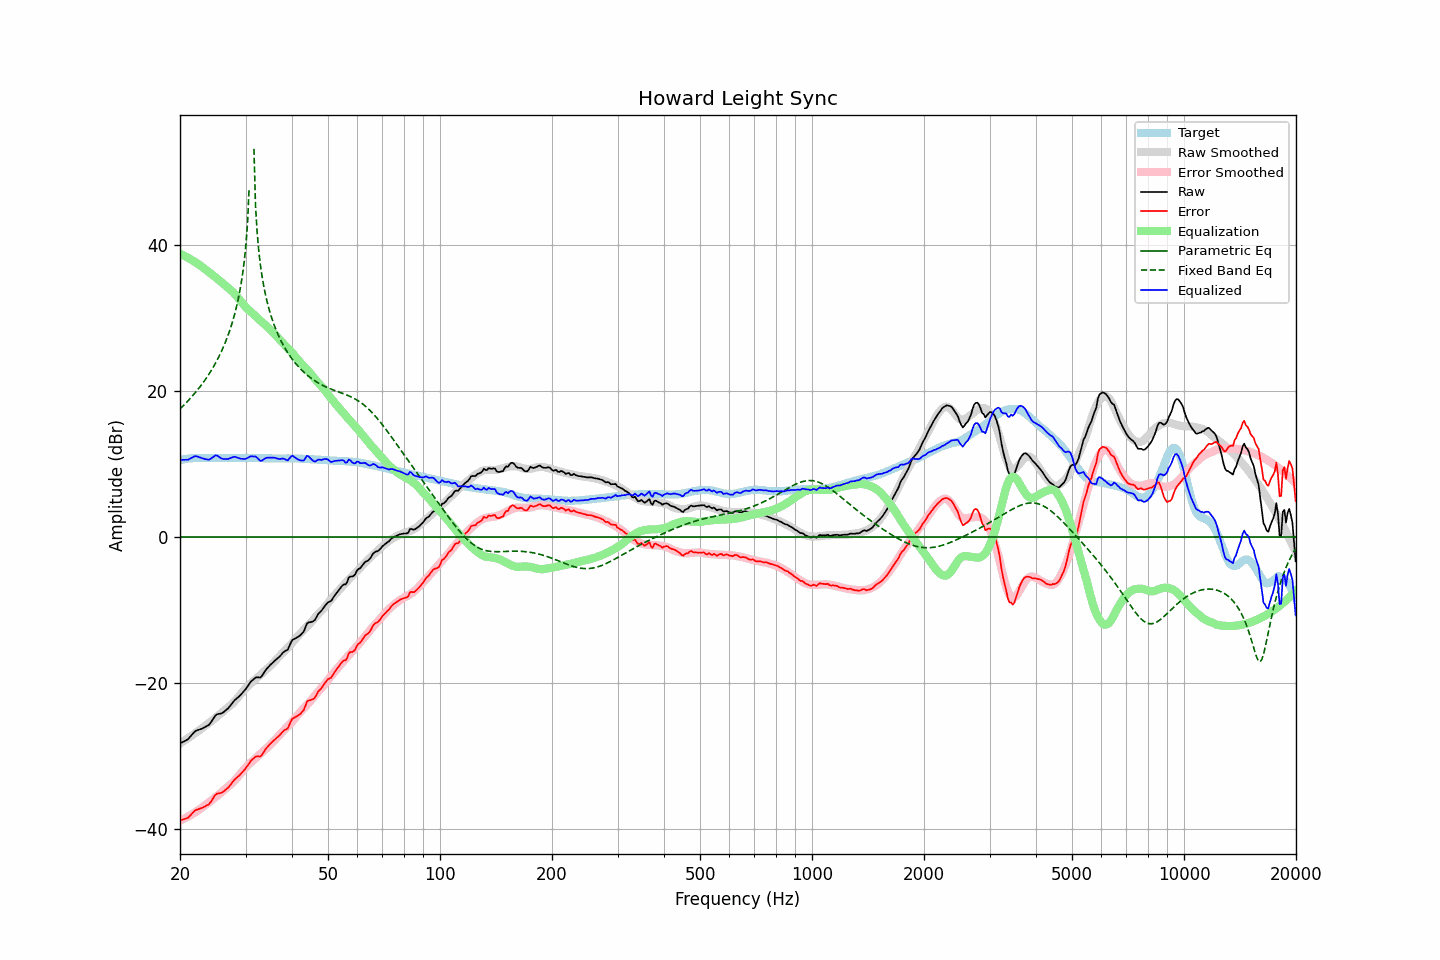 Howard Leight Sync
Target
Raw Smoothed
Error Smoothed
Raw
Error
Equalization
Parametric Eq
Fixed Band Eq
Equalized
Amplitude (dBr)
40
20
0
−20
−40
20 50 100 200 500 1000 2000 5000 10000 20000
Frequency (Hz)